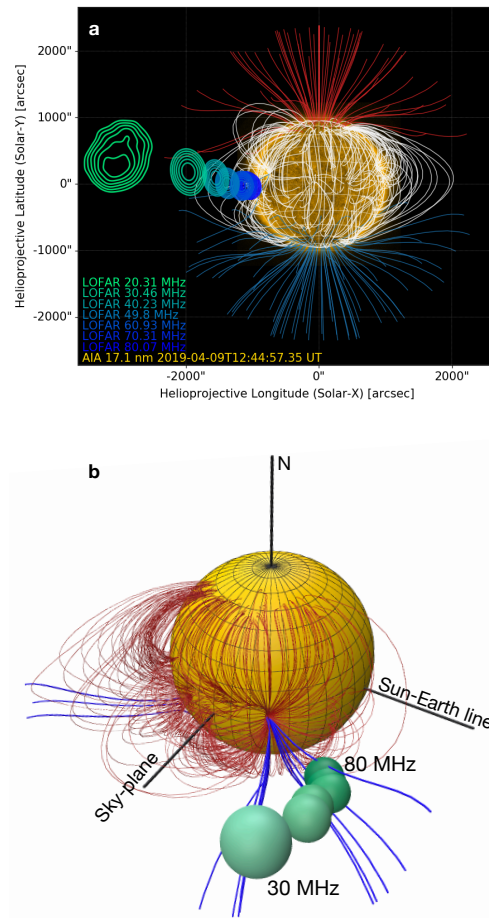 a
2000"
1000"
0"
-1000"
-2000"
Helioprojective Latitude (Solar-Y) [arcsec]
LOFAR 20.31 MHz
LOFAR 30.46 MHz
LOFAR 40.23 MHz
LOFAR 49.8 MHz
LOFAR 60.93 MHz
LOFAR 70.31 MHz
LOFAR 80.07 MHz
AIA 17.1 nm 2019-04-09T12:44:57.35 UT
-2000" 0" 2000"
Helioprojective Longitude (Solar-X) [arcsec]
b
N
Sun-Earth line
Sky-plane
80 MHz
30 MHz